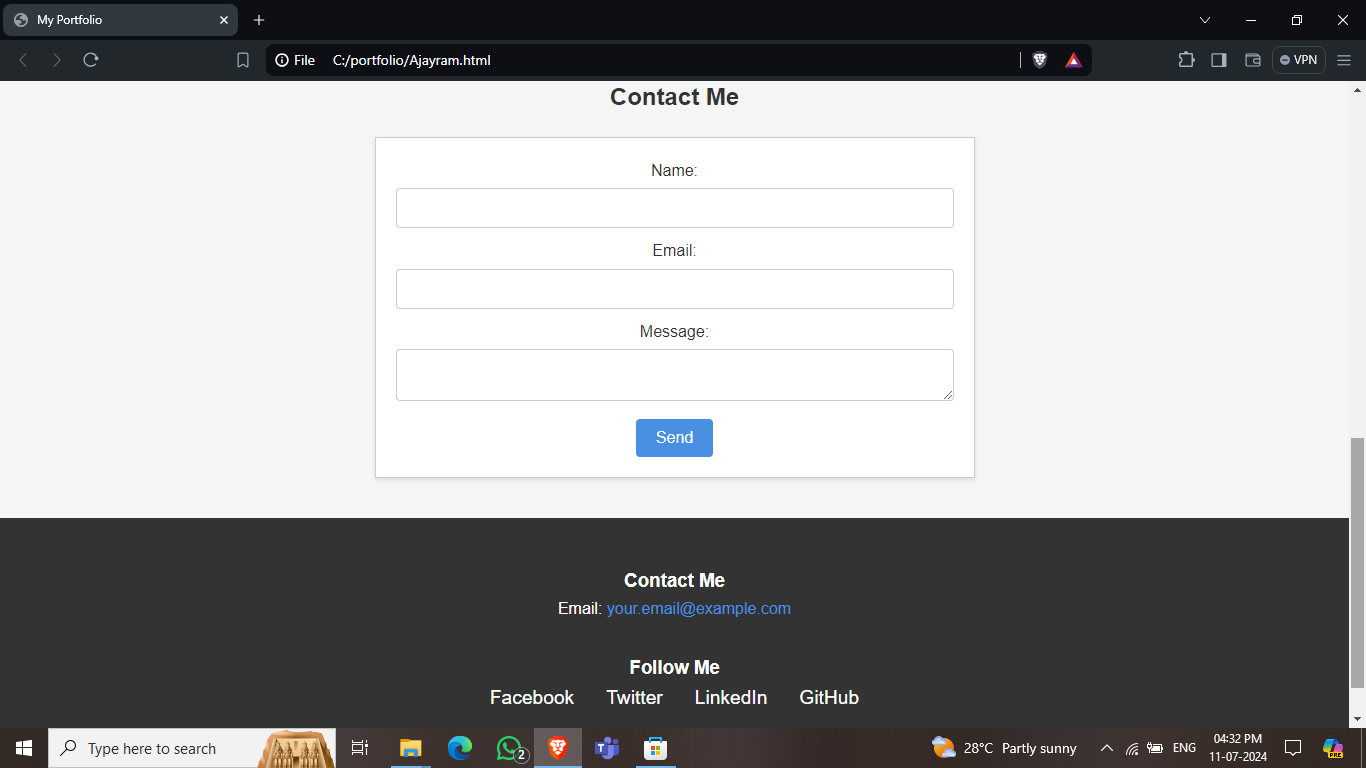 My Portfolio
File C:/portfolio/Ajayram.html
VPN
Contact Me
Name:
Email:
Message:
Send
Contact Me
Email: your.email@example.com
Follow Me
Facebook Twitter LinkedIn GitHub
Type here to search
2
28°C Partly sunny
ENG
04:32 PM
11-07-2024
PRE